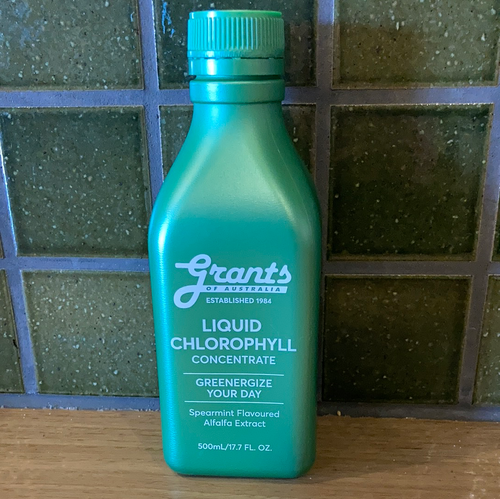 Grants
OF AUSTRALIA
ESTABLISHED 1984
LIQUID
CHLOROPHYLL
CONCENTRATE
GREENERGIZE
YOUR DAY
Spearmint Flavoured
Alfalfa Extract
500mL/17.7 FL. OZ.